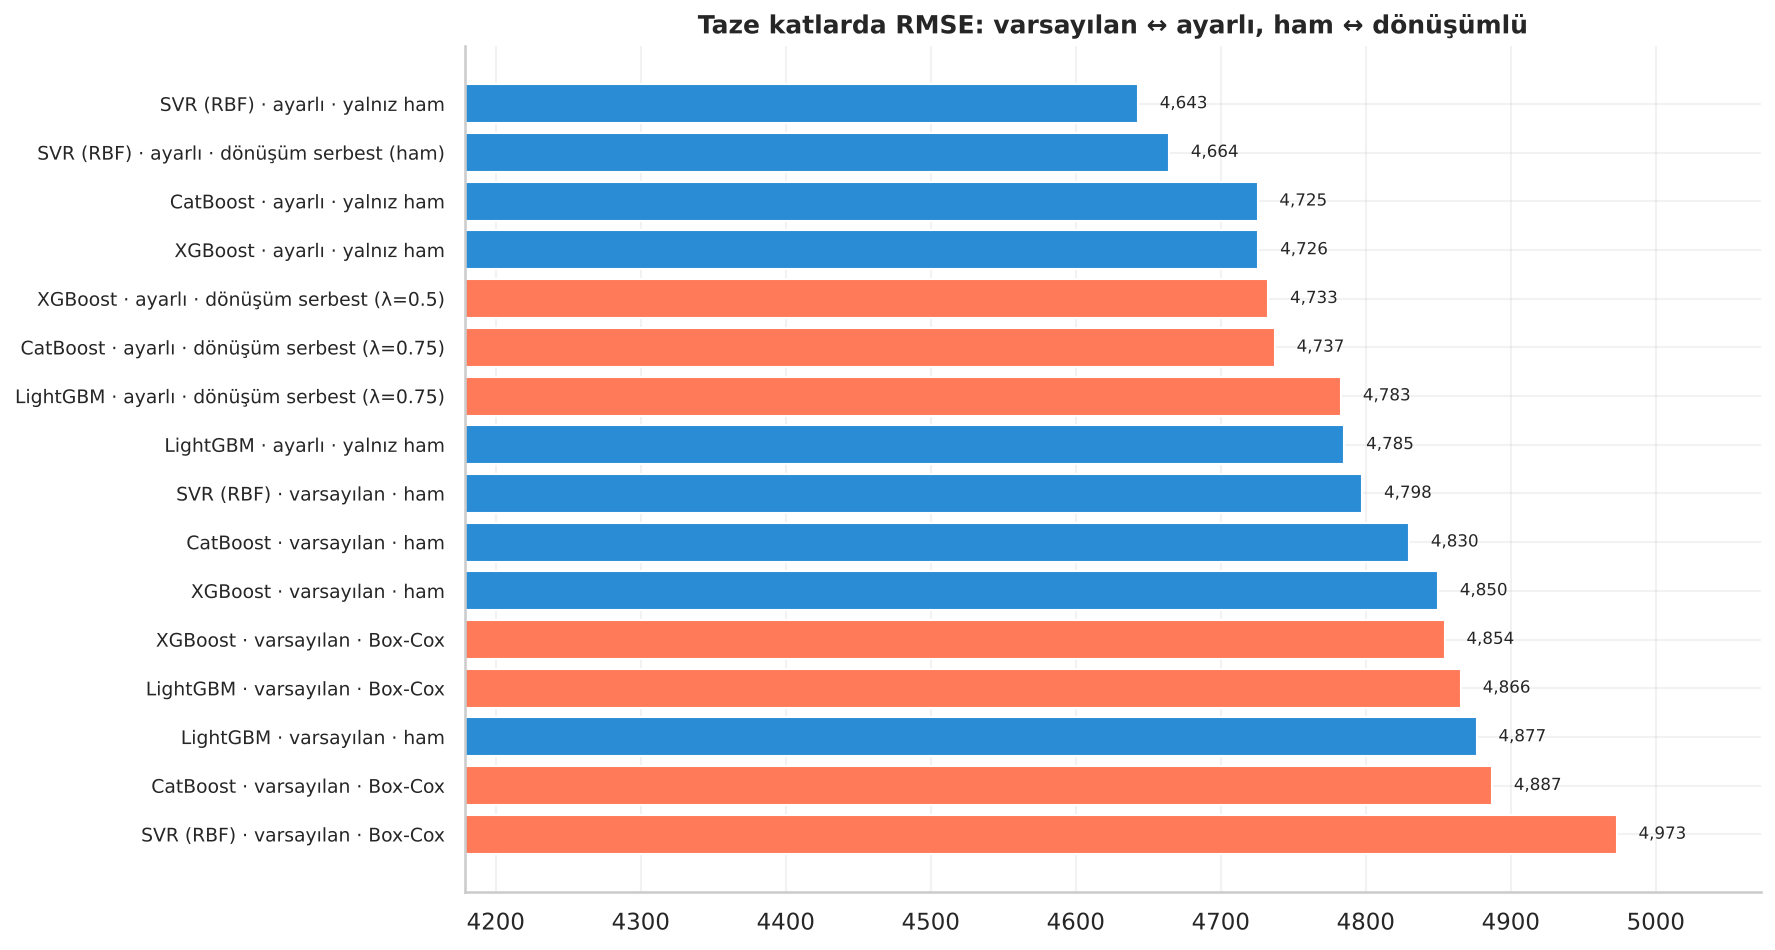 Taze katlarda RMSE: varsayılan ↔ ayarlı, ham ↔ dönüşümlü
SVR (RBF) · ayarlı · yalnız ham 4,643
SVR (RBF) · ayarlı · dönüşüm serbest (ham) 4,664
CatBoost · ayarlı · yalnız ham 4,725
XGBoost · ayarlı · yalnız ham 4,726
XGBoost · ayarlı · dönüşüm serbest (λ=0.5) 4,733
CatBoost · ayarlı · dönüşüm serbest (λ=0.75) 4,737
LightGBM · ayarlı · dönüşüm serbest (λ=0.75) 4,783
LightGBM · ayarlı · yalnız ham 4,785
SVR (RBF) · varsayılan · ham 4,798
CatBoost · varsayılan · ham 4,830
XGBoost · varsayılan · ham 4,850
XGBoost · varsayılan · Box-Cox 4,854
LightGBM · varsayılan · Box-Cox 4,866
LightGBM · varsayılan · ham 4,877
CatBoost · varsayılan · Box-Cox 4,887
SVR (RBF) · varsayılan · Box-Cox 4,973
4200 4300 4400 4500 4600 4700 4800 4900 5000